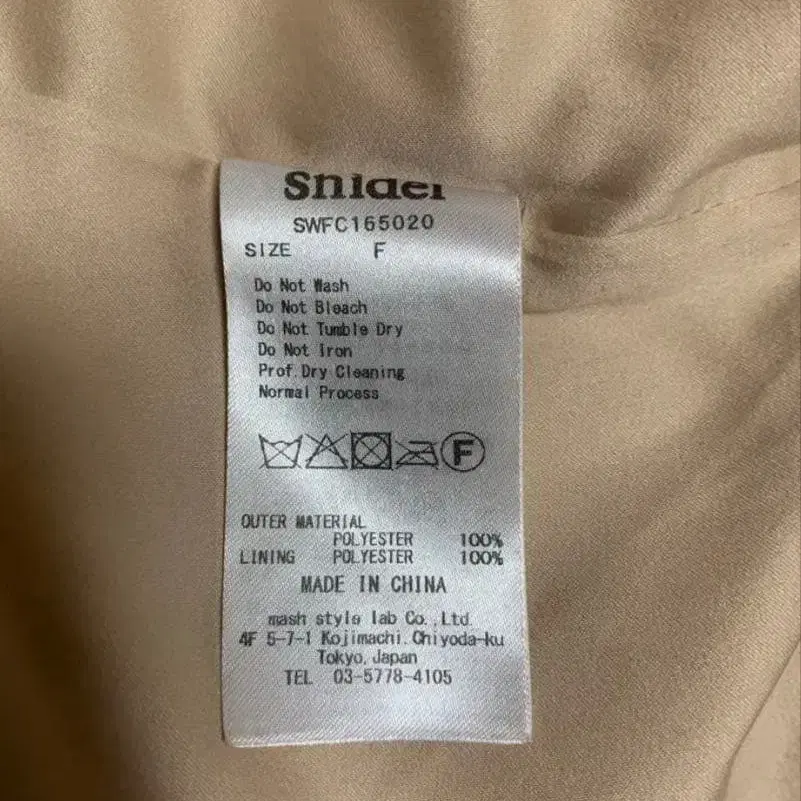 snidel
SWFC165020
SIZE F
Do Not Wash
Do Not Bleach
Do Not Tumble Dry
Do Not Iron
Prof.Dry Cleaning
Normal Process
F
OUTER MATERIAL
POLYESTER 100%
LINING POLYESTER 100%
MADE IN CHINA
mash style lab Co.,Ltd.
4F 5-7-1 Kojimachi.Chiyoda-ku
Tokyo,Japan
TEL 03-5778-4105